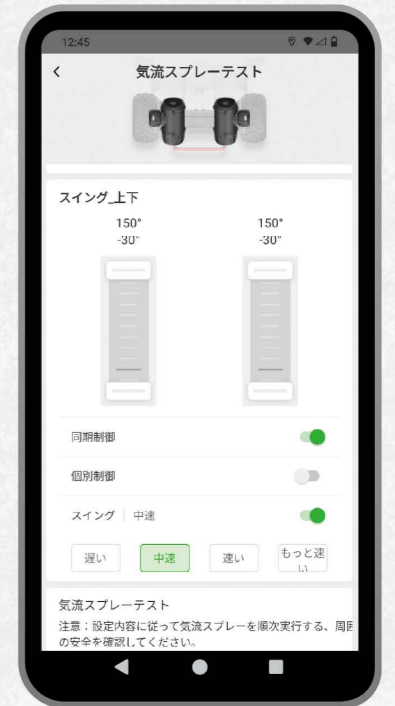 12:45
気流スプレーテスト
スイング_上下
150° 150°
-30° -30°
同期制御
個別制御
スイング | 中速
遅い 中速 速い もっと速
い
気流スプレーテスト
注意：設定内容に従って気流スプレーを順次実行する、周囲
の安全を確認してください。